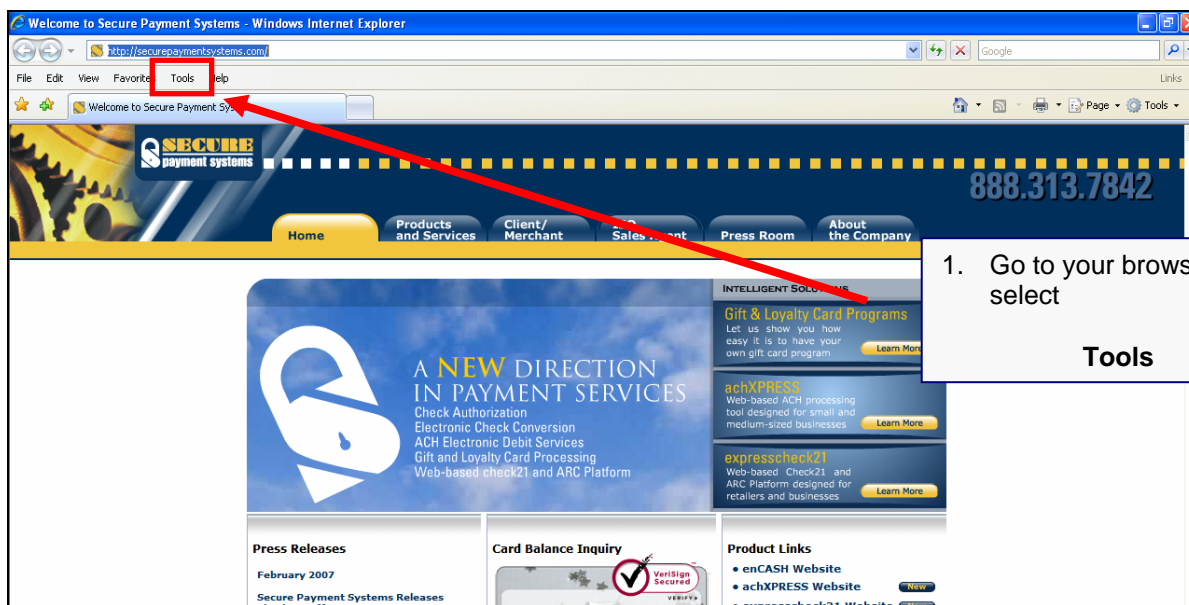 Welcome to Secure Payment Systems - Windows Internet Explorer
http://securepaymentsystems.com/
Google
File Edit View Favorites Tools Help
Links
Welcome to Secure Payment Sys
Page Tools
SECURE
payment systems
888.313.7842
Home
Products
and Services
Client/
Merchant
Sales Agent
Press Room
About
the Company
1. Go to your brows
select
Tools
A NEW DIRECTION
IN PAYMENT SERVICES
Check Authorization
Electronic Check Conversion
ACH Electronic Debit Services
Gift and Loyalty Card Processing
Web-based check21 and ARC Platform
INTELLIGENT SOLUTIONS
Gift & Loyalty Card Programs
Let us show you how
easy it is to have your
own gift card program
Learn More
achXPRESS
Web-based ACH processing
tool designed for small and
medium-sized businesses
Learn More
expresscheck21
Web-based Check21 and
ARC Platform designed for
retailers and businesses
Learn More
Press Releases
February 2007
Secure Payment Systems Releases
Card Balance Inquiry
VeriSign
Secured
VERIFY
Product Links
• enCASH Website
• achXPRESS Website New
• expresscheck21 Website New